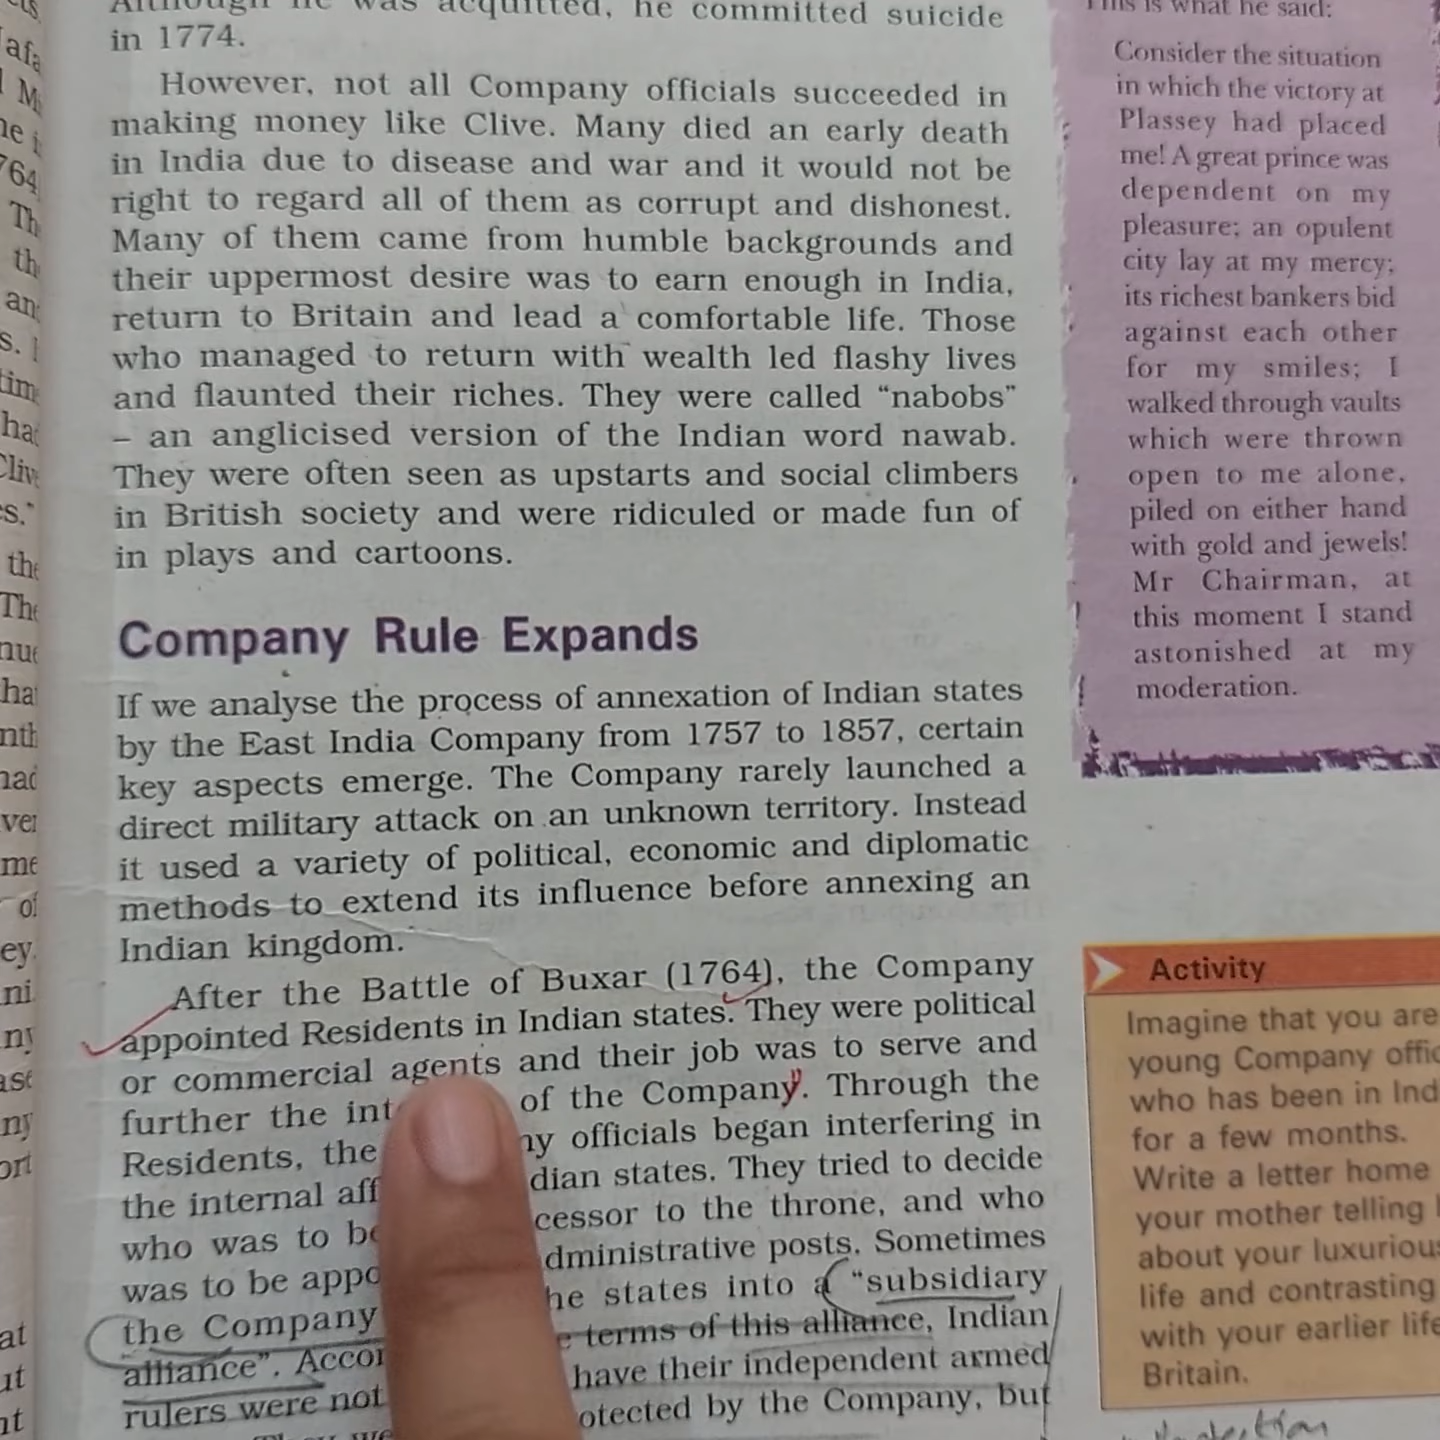 Although he was acquitted, he committed suicide
in 1774.
However, not all Company officials succeeded in
making money like Clive. Many died an early death
in India due to disease and war and it would not be
right to regard all of them as corrupt and dishonest.
Many of them came from humble backgrounds and
their uppermost desire was to earn enough in India,
return to Britain and lead a comfortable life. Those
who managed to return with wealth led flashy lives
and flaunted their riches. They were called “nabobs”
– an anglicised version of the Indian word nawab.
They were often seen as upstarts and social climbers
in British society and were ridiculed or made fun of
in plays and cartoons.
Company Rule Expands
If we analyse the process of annexation of Indian states
by the East India Company from 1757 to 1857, certain
key aspects emerge. The Company rarely launched a
direct military attack on an unknown territory. Instead
it used a variety of political, economic and diplomatic
methods to extend its influence before annexing an
Indian kingdom.
After the Battle of Buxar (1764), the Company
appointed Residents in Indian states. They were political
or commercial agents and their job was to serve and
further the of the Company. Through the
Residents, the officials began interfering in
the internal states. They tried to decide
who was to to the throne, and who
was to be posts. Sometimes
the Company states into a “subsidiary
alliance”. terms of this alliance, Indian
rulers were not have their independent armed
by the Company, but
This is what he said:
Consider the situation
in which the victory at
Plassey had placed
me! A great prince was
dependent on my
pleasure; an opulent
city lay at my mercy;
its richest bankers bid
against each other
for my smiles; I
walked through vaults
which were thrown
open to me alone,
piled on either hand
with gold and jewels!
Mr Chairman, at
this moment I stand
astonished at my
moderation.
Activity
Imagine that you are
young Company
who has been in
for a few months.
Write a letter home
your mother telling
about your
life and contrasting
with your earlier life
Britain.